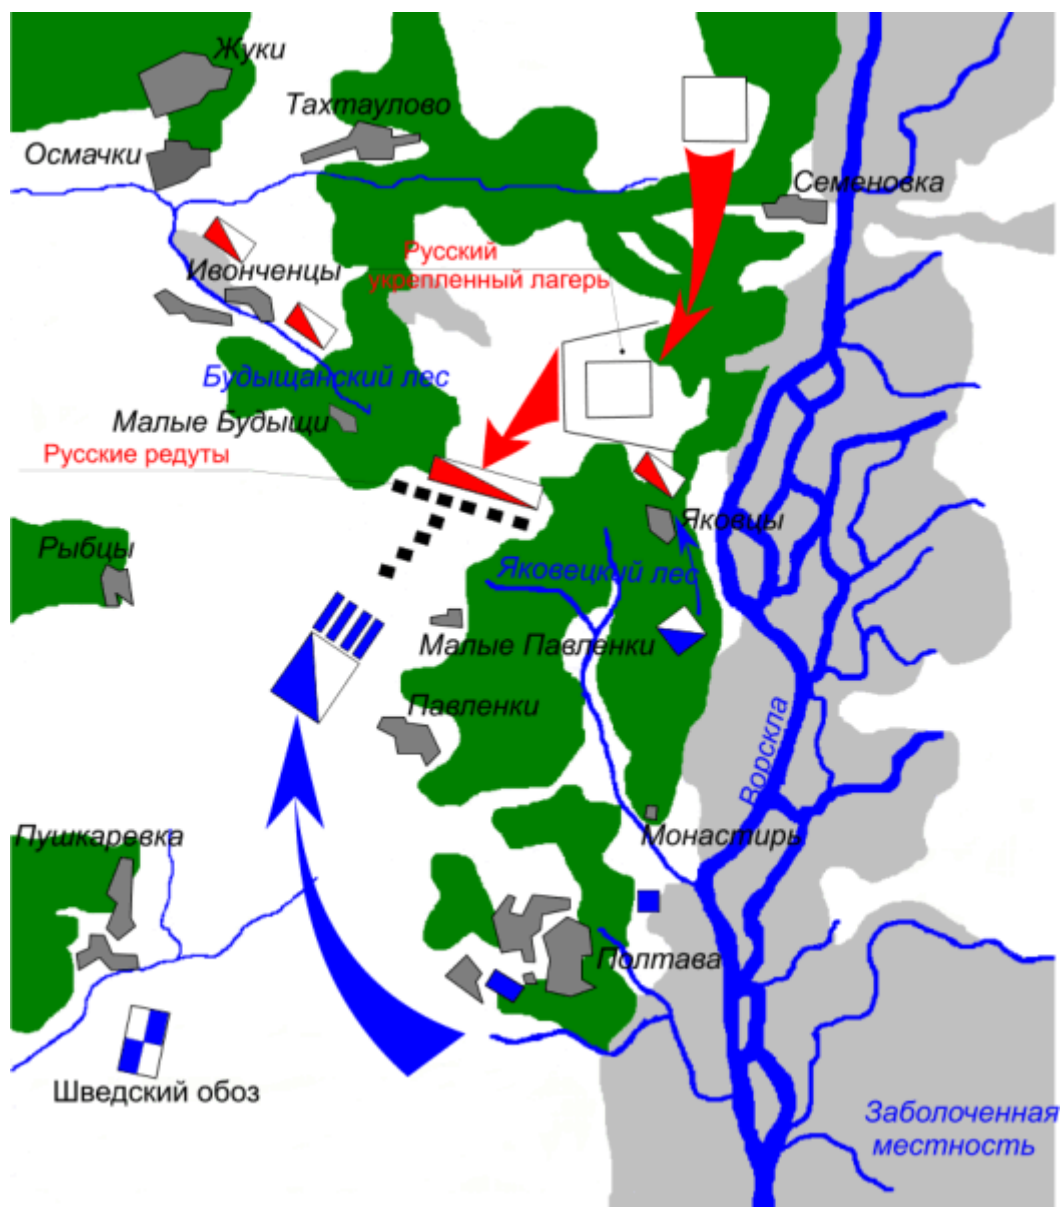 Жуки
Тахтаулово
Осмачки
Семеновка
Русский
укрепленный лагерь
Ивонченцы
Будыщанский лес
Малые Будыщи
Русские редуты
Яковцы
Рыбцы
Яковецкий лес
Малые Павленки
Павленки
Ворскла
Пушкаревка
Монастирь
Полтава
Шведский обоз
Заболоченная
местность